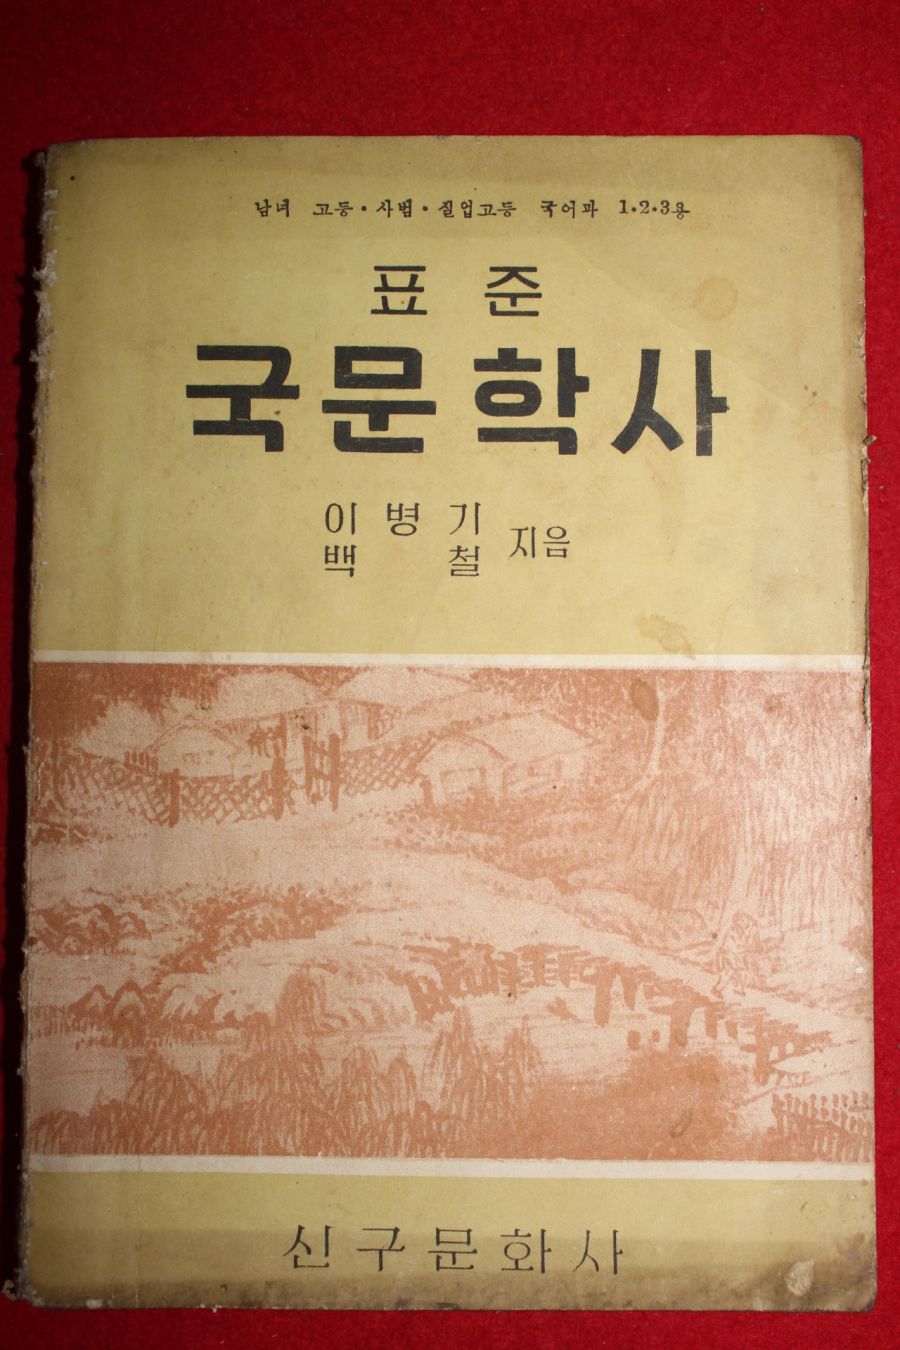 남녀 고등·사범·실업고등 국어과 1·2·3용
표준
국문학사
이병기
백철 지음
신구문화사